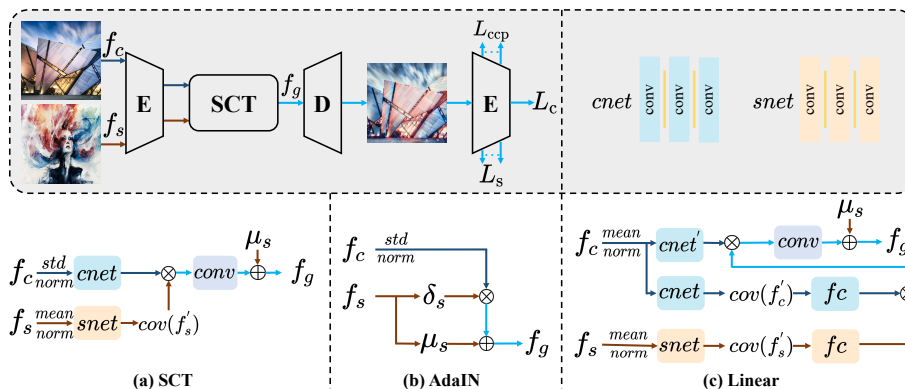 f_c
f_s
E
SCT
f_g
D
L_ccp
E
L_c
L_s
cnet
conv
conv
conv
snet
conv
conv
conv
f_c std norm cnet ⊗ conv ⊕ f_g
μ_s
f_s mean norm snet cov(f_s')
(a) SCT
f_c std norm
f_s δ_s ⊗
μ_s ⊕ f_g
(b) AdaIN
f_c mean norm cnet' ⊗ conv ⊕ f_g
μ_s
cnet cov(f_c') fc ⊗
f_s mean norm snet cov(f_s') fc
(c) Linear